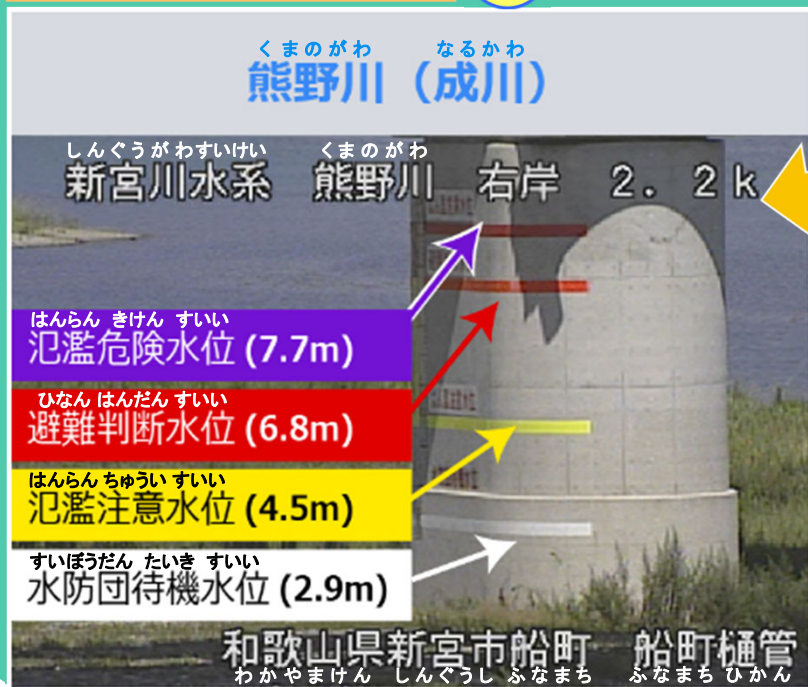 くまのがわ なるかわ
熊野川（成川）
しんぐうがわすいけい くまのがわ
新宮川水系 熊野川 右岸 2．2k
はんらん きけん すいい
氾濫危険水位 (7.7m)
ひなん はんだん すいい
避難判断水位 (6.8m)
はんらん ちゅうい すいい
氾濫注意水位 (4.5m)
すいぼうだん たいき すいい
水防団待機水位 (2.9m)
和歌山県新宮市船町 船町樋管
わかやまけん しんぐうし ふなまち ふなまち ひかん